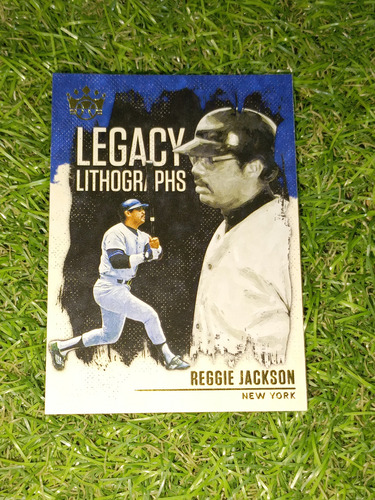 LEGACY
LITHOGRAPHS
REGGIE JACKSON
NEW YORK